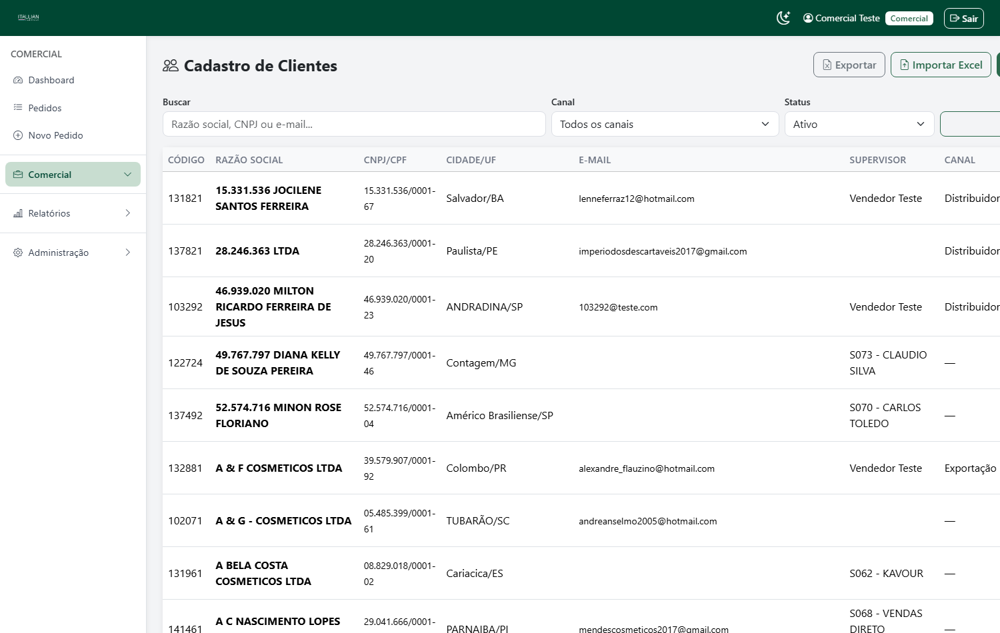 ITALLIAN
Comercial Teste Comercial Sair
COMERCIAL
Dashboard
Pedidos
Novo Pedido
Comercial
Relatórios
Administração
Cadastro de Clientes
Exportar
Importar Excel
Buscar
Razão social, CNPJ ou e-mail...
Canal
Todos os canais
Status
Ativo
CÓDIGO RAZÃO SOCIAL CNPJ/CPF CIDADE/UF E-MAIL SUPERVISOR CANAL
131821 15.331.536 JOCILENE 15.331.536/0001- Salvador/BA lenneferraz12@hotmail.com Vendedor Teste Distribuidor
SANTOS FERREIRA 67
137821 28.246.363 LTDA 28.246.363/0001- Paulista/PE imperiodosdescartaveis2017@gmail.com Distribuidor
20
46.939.020 MILTON
103292 RICARDO FERREIRA DE 46.939.020/0001- ANDRADINA/SP 103292@teste.com Vendedor Teste Distribuidor
JESUS 23
122724 49.767.797 DIANA KELLY 49.767.797/0001- Contagem/MG S073 - CLAUDIO —
DE SOUZA PEREIRA 46 SILVA
137492 52.574.716 MINON ROSE 52.574.716/0001- Américo Brasiliense/SP S070 - CARLOS —
FLORIANO 04 TOLEDO
132881 A & F COSMETICOS LTDA 39.579.907/0001- Colombo/PR alexandre_flauzino@hotmail.com Vendedor Teste Exportação
92
102071 A & G - COSMETICOS LTDA 05.485.399/0001- TUBARÃO/SC andreanselmo2005@hotmail.com —
61
131961 A BELA COSTA 08.829.018/0001- Cariacica/ES S062 - KAVOUR —
COSMETICOS LTDA 02
141461 A C NASCIMENTO LOPES 29.041.666/0001- PARNAIBA/PI mendescosmeticos2017@gmail.com S068 - VENDAS —
DIRETO